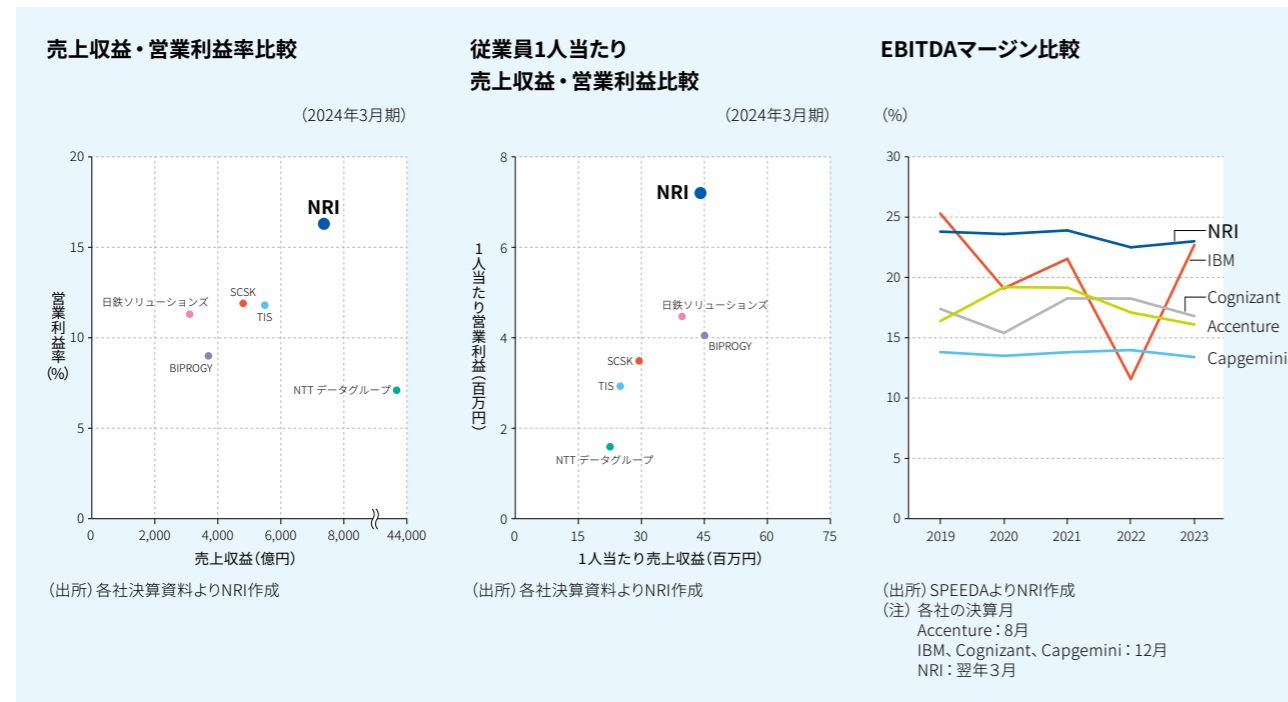 売上収益・営業利益率比較
(2024年3月期)
20
15
10
5
0
営業利益率(%)
NRI
日鉄ソリューションズ
SCSK
TIS
BIPROGY
NTT データグループ
0
2,000
4,000
6,000
8,000
44,000
売上収益(億円)
(出所)各社決算資料よりNRI作成
従業員1人当たり
売上収益・営業利益比較
(2024年3月期)
8
6
4
2
0
1人当たり営業利益(百万円)
NRI
日鉄ソリューションズ
BIPROGY
SCSK
TIS
NTT データグループ
0
15
30
45
60
75
1人当たり売上収益(百万円)
(出所)各社決算資料よりNRI作成
EBITDAマージン比較
(%)
30
25
20
15
10
5
0
NRI
IBM
Cognizant
Accenture
Capgemini
2019
2020
2021
2022
2023
(出所)SPEEDAよりNRI作成
(注) 各社の決算月
Accenture:8月
IBM、Cognizant、Capgemini:12月
NRI:翌年3月